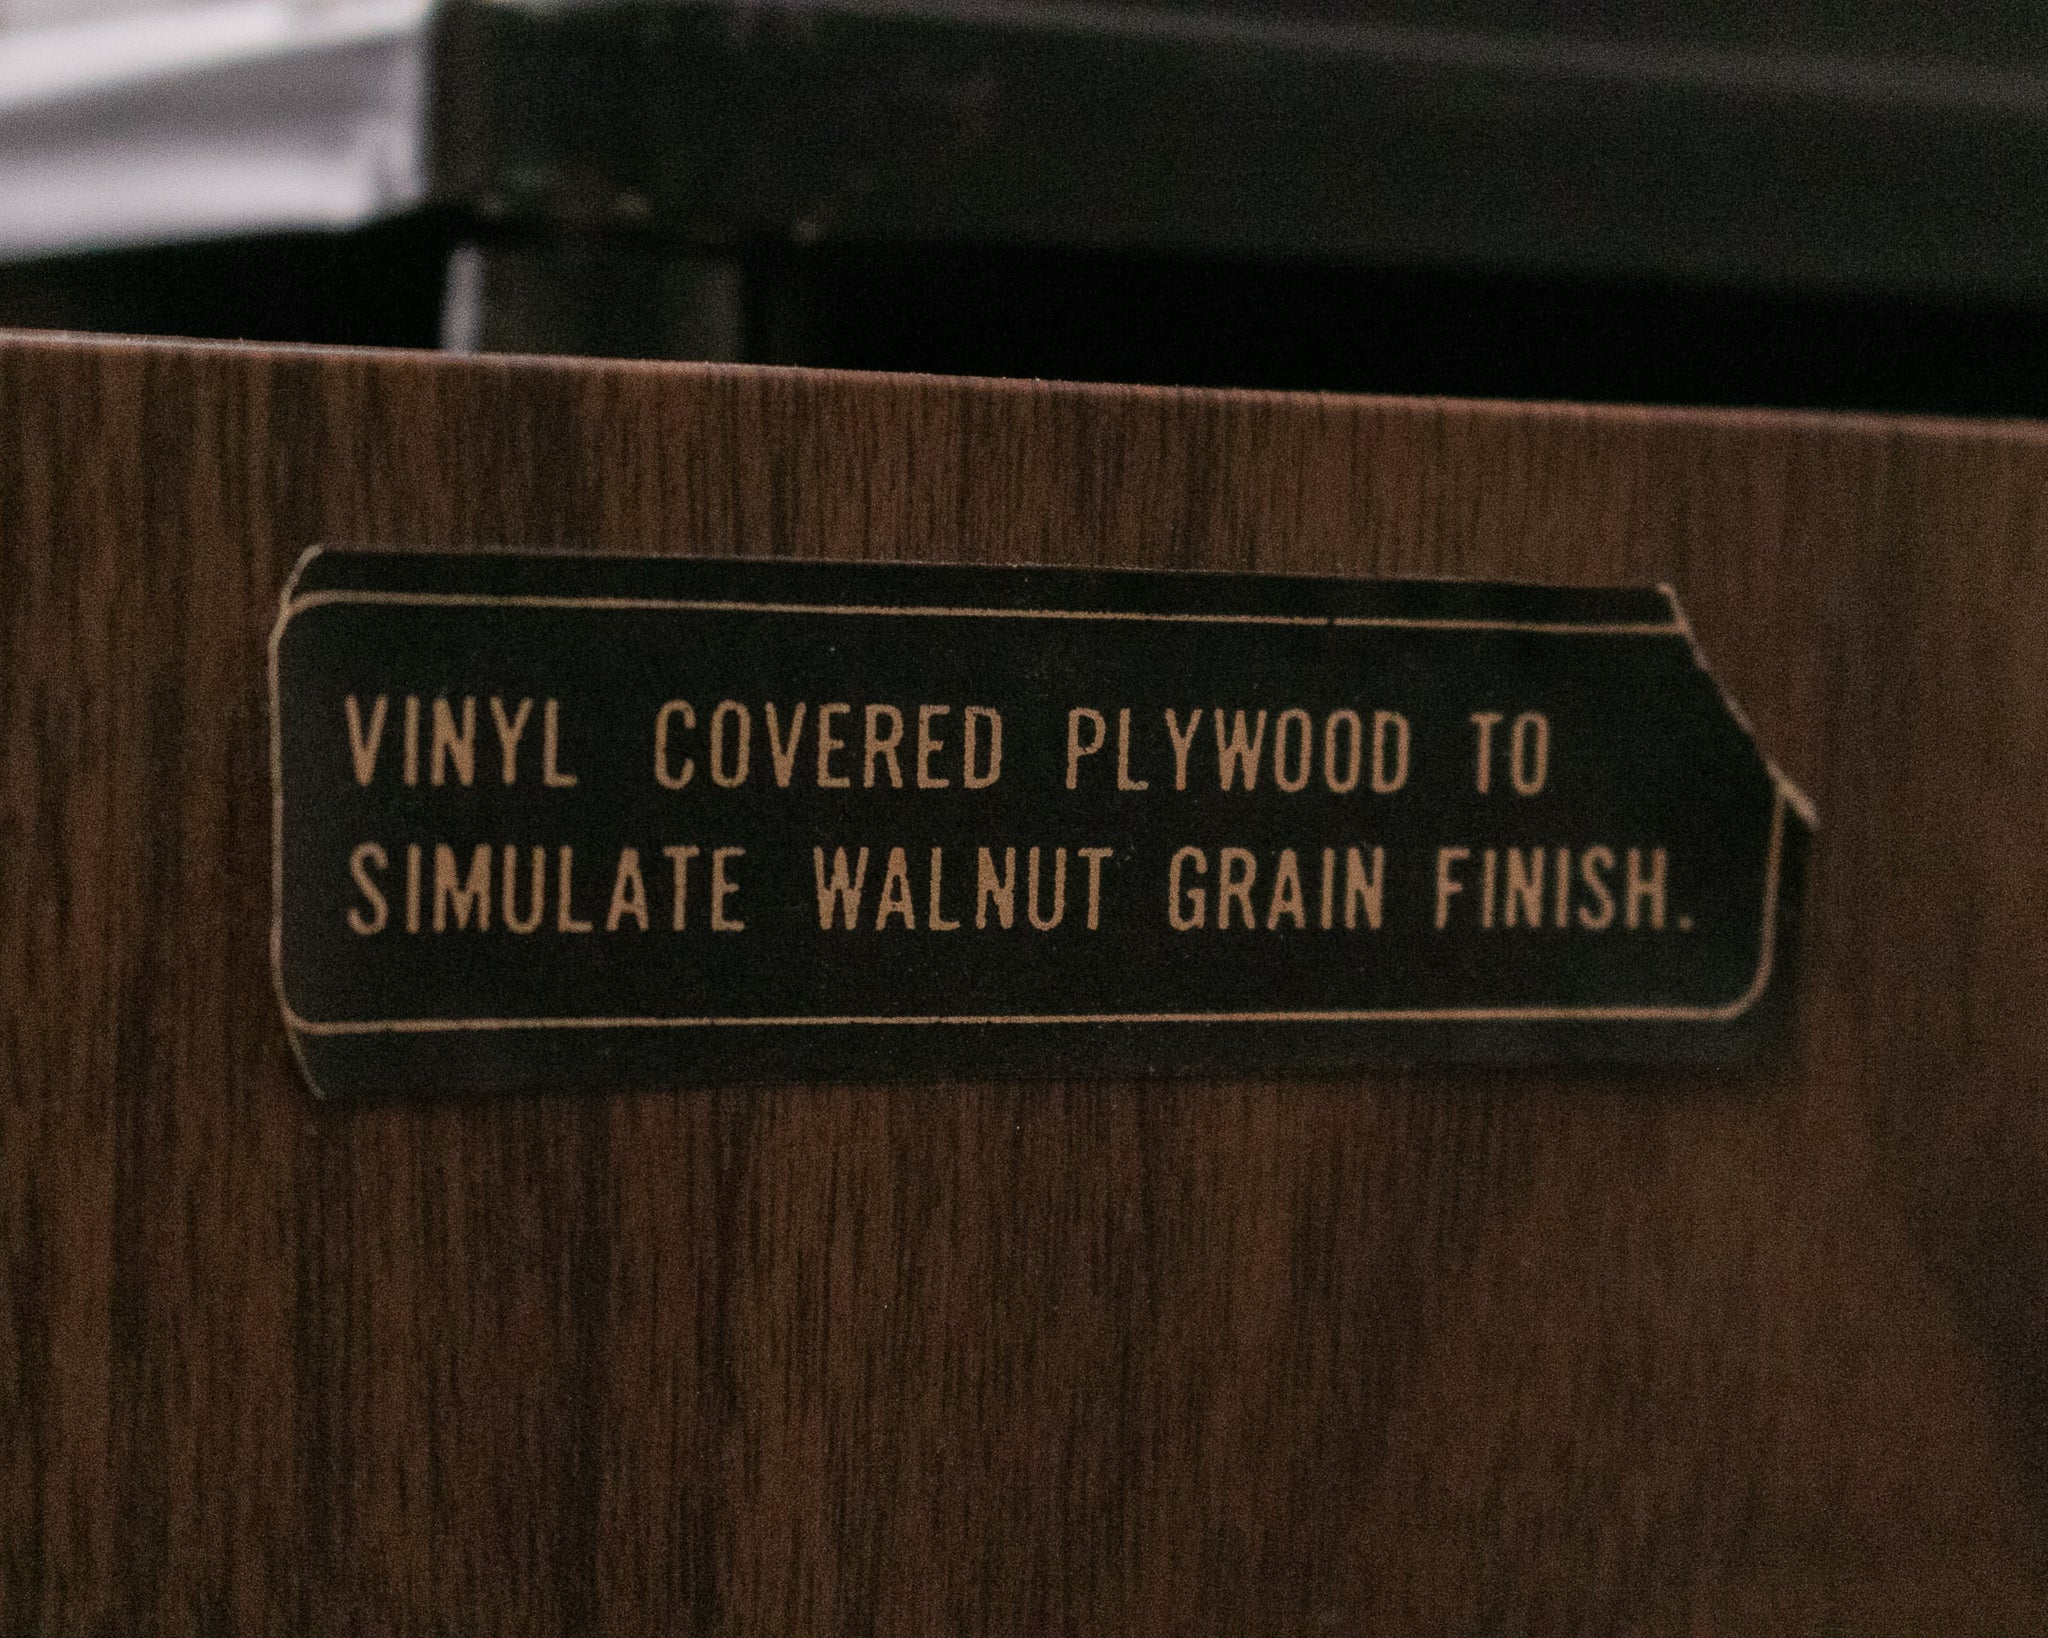 VINYL COVERED PLYWOOD TO
SIMULATE WALNUT GRAIN FINISH.